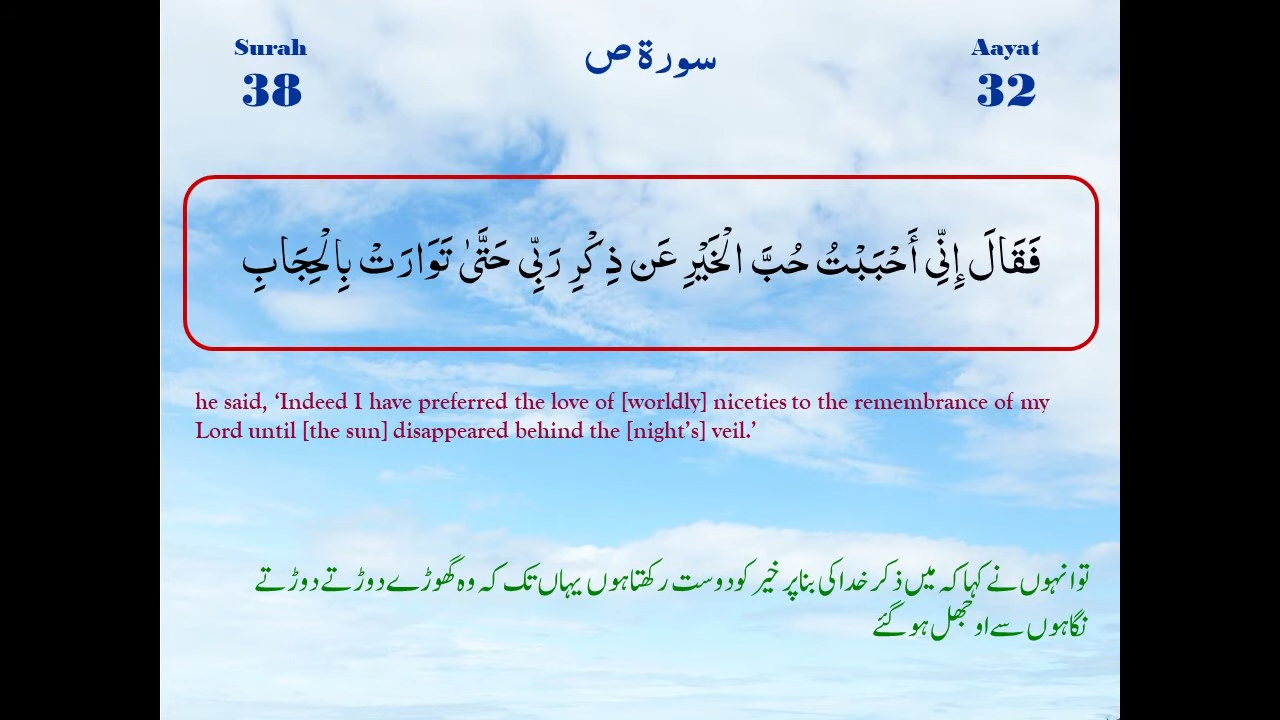 Surah
38
سورة ص
Aayat
32
فَقَالَ إِنِّي أَحْبَبْتُ حُبَّ الْخَيْرِ عَن ذِكْرِ رَبِّي حَتَّىٰ تَوَارَتْ بِالْحِجَابِ
he said, ‘Indeed I have preferred the love of [worldly] niceties to the remembrance of my
Lord until [the sun] disappeared behind the [night’s] veil.’
تو انہوں نے کہا کہ میں ذکر خدا کی بنا پر خیر کو دوست رکھتا ہوں یہاں تک کہ وہ گھوڑے دوڑتے دوڑتے
نگاہوں سے اوجھل ہو گئے